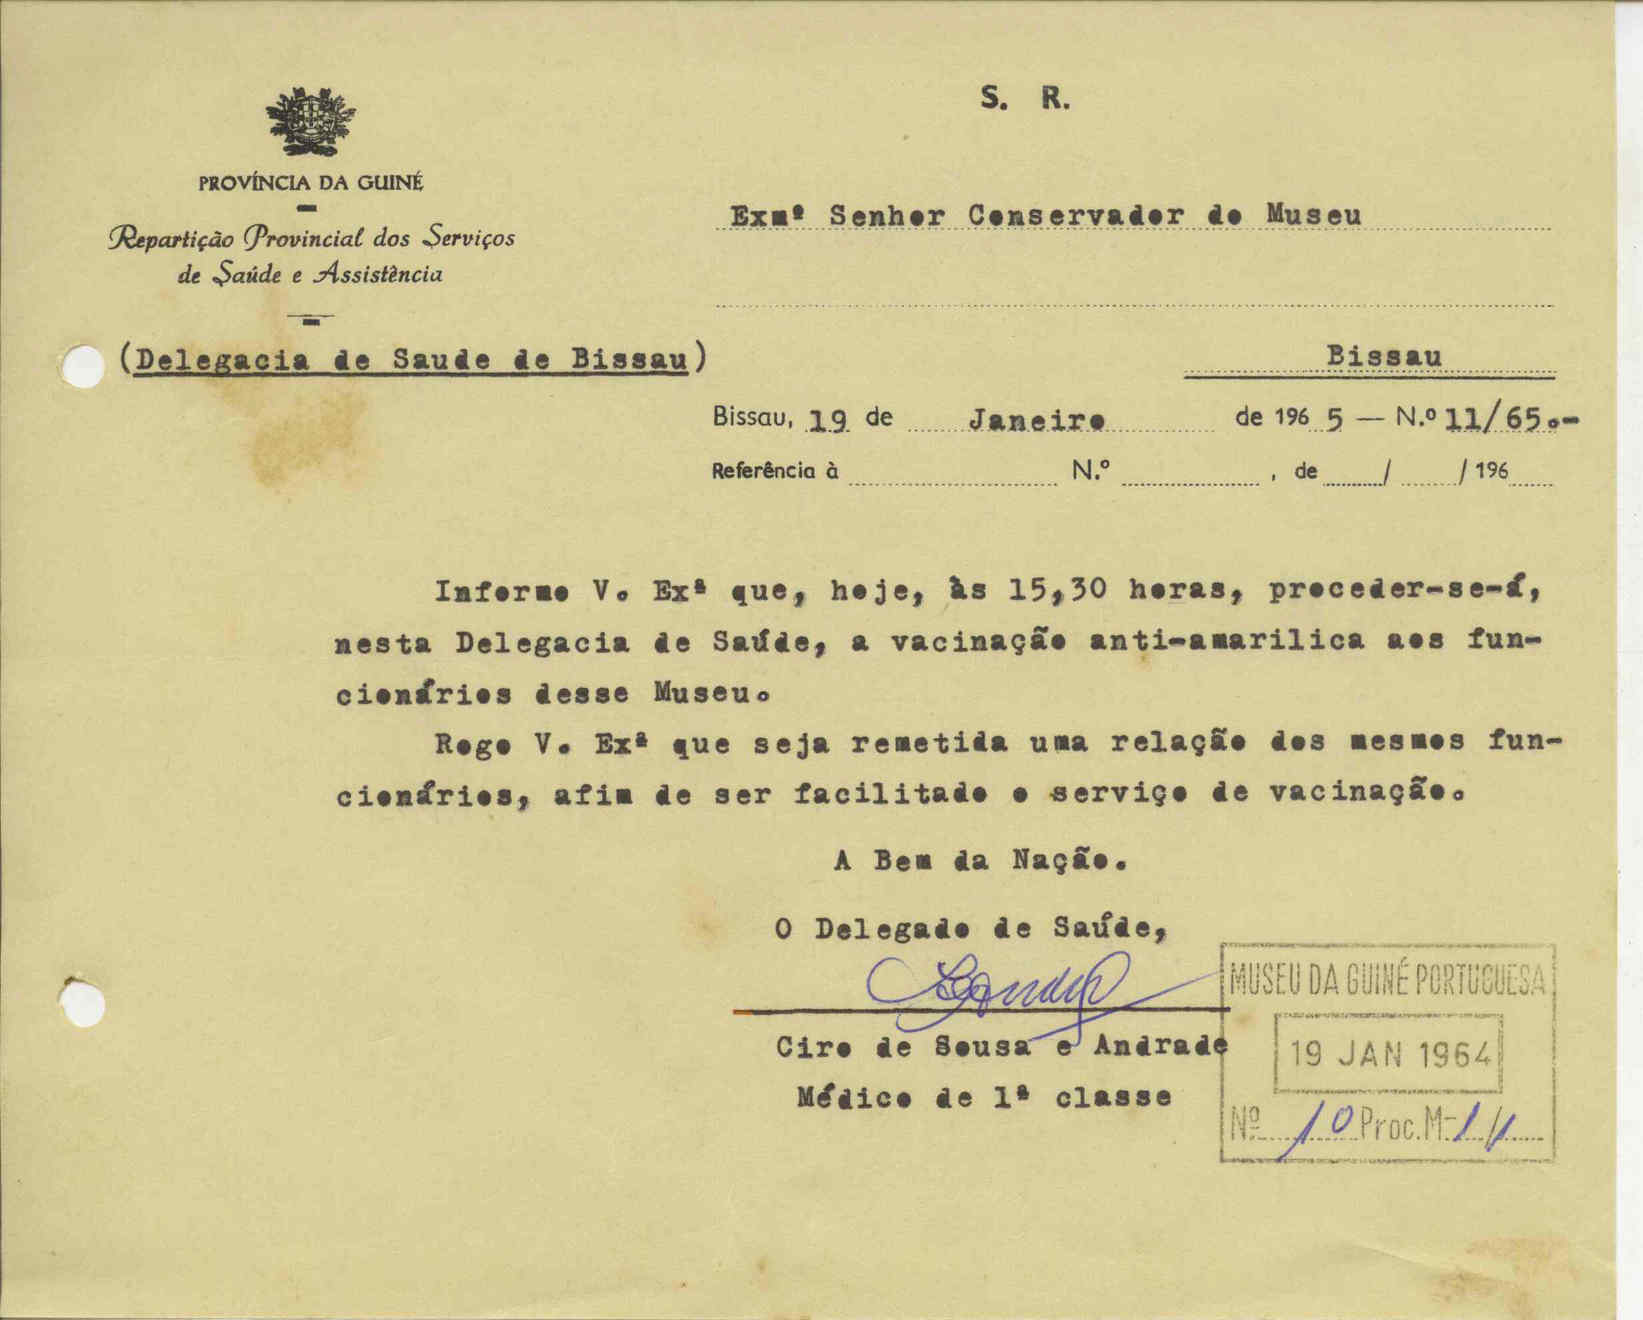 S. R.
PROVÍNCIA DA GUINÉ
Repartição Provincial dos Serviços
de Saúde e Assistência
(Delegacia de Saude de Bissau)
Exmº Senhor Conservador do Museu
Bissau
Bissau, 19 de Janeiro de 1965 — N.º 11/65.-
Referência à N.º , de / / 196
Informo V. Exª que, hoje, às 15,30 horas, proceder-se-á,
nesta Delegacia de Saúde, a vacinação anti-amarilica aos fun-
cionários desse Museu.
Rogo V. Exª que seja remetida uma relação dos mesmos fun-
cionários, afim de ser facilitado o serviço de vacinação.
A Bem da Nação.
O Delegado de Saúde,
Ciro de Sousa e Andrade
Médico de 1ª classe
MUSEU DA GUINÉ PORTUGUESA
19 JAN 1964
Nº 10 Proc. M-